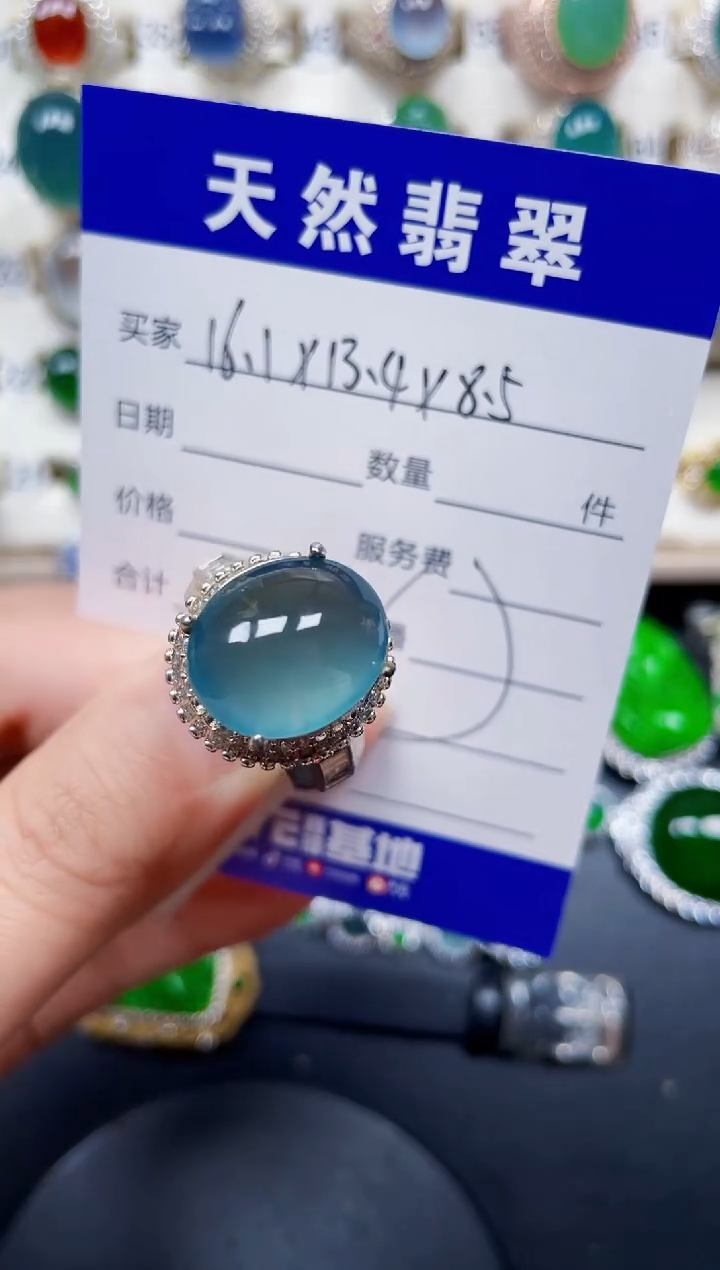 天然翡翠
买家 16.1x13.4x8.5
日期
数量 件
价格
服务费
合计
基地